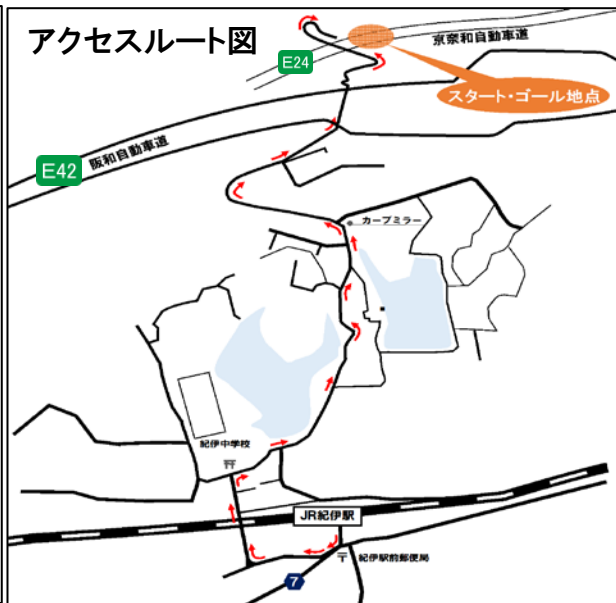 アクセスルート図
京奈和自動車道
E24
スタート・ゴール地点
阪和自動車道
E42
カーブミラー
紀伊中学校
JR紀伊駅
紀伊駅前郵便局
7